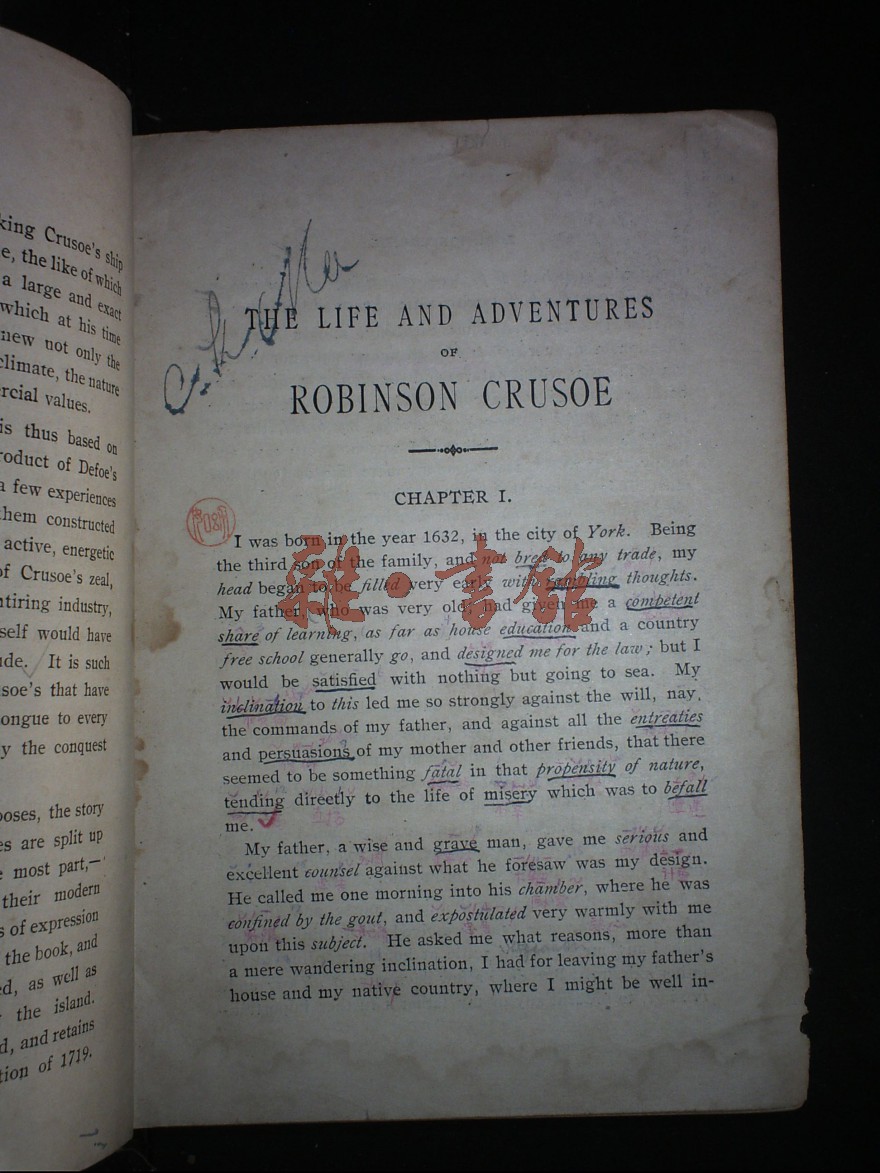 king Crusoe's ship
e, the like of which
a large and exact
which at his time
new not only the
climate, the nature
rcial values.
is thus based on
roduct of Defoe's
a few experiences
them constructed
active, energetic
of Crusoe's zeal,
ntiring industry,
self would have
ude. It is such
usoe's that have
tongue to every
y the conquest
poses, the story
es are split up
e most part,—
their modern
s of expression
the book, and
ed, as well as
the island.
d, and retains
tion of 1719.
THE LIFE AND ADVENTURES
OF
ROBINSON CRUSOE
CHAPTER I.
I was born in the year 1632, in the city of York. Being
the third son of the family, and not bred to any trade, my
head began to be filled very early with rambling thoughts.
My father, who was very old, had given me a competent
share of learning, as far as house education and a country
free school generally go, and designed me for the law; but I
would be satisfied with nothing but going to sea. My
inclination to this led me so strongly against the will, nay,
the commands of my father, and against all the entreaties
and persuasions of my mother and other friends, that there
seemed to be something fatal in that propensity of nature,
tending directly to the life of misery which was to befall
me.
My father, a wise and grave man, gave me serious and
excellent counsel against what he foresaw was my design.
He called me one morning into his chamber, where he was
confined by the gout, and expostulated very warmly with me
upon this subject. He asked me what reasons, more than
a mere wandering inclination, I had for leaving my father's
house and my native country, where I might be well in-
書館